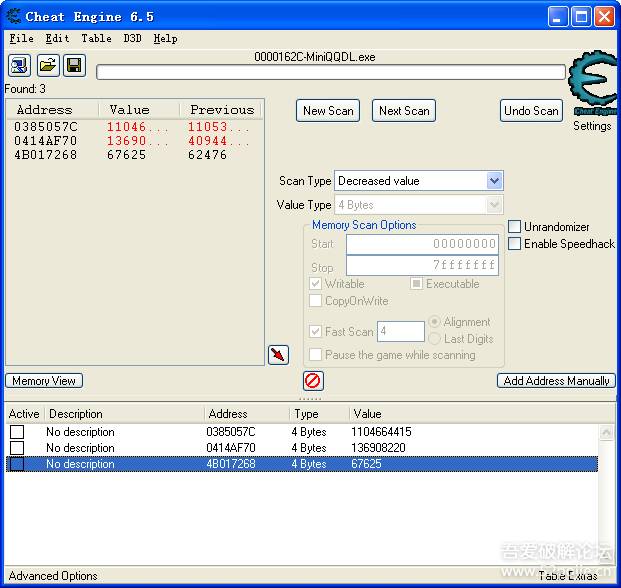 Cheat Engine 6.5
File Edit Table D3D Help
0000162C-MiniQQDL.exe
Found: 3
Address Value Previous
0385057C 11046... 11053...
0414AF70 13690... 40944...
4B017268 67625 62476
New Scan Next Scan Undo Scan
Cheat Engine
Settings
Scan Type Decreased value
Value Type 4 Bytes
Memory Scan Options
Start 00000000
Stop 7fffffff
Writable Executable
CopyOnWrite
Fast Scan 4 Alignment
Last Digits
Pause the game while scanning
Unrandomizer
Enable Speedhack
Memory View Add Address Manually
Active Description Address Type Value
No description 0385057C 4 Bytes 1104664415
No description 0414AF70 4 Bytes 136908220
No description 4B017268 4 Bytes 67625
吾爱破解论坛
www.52pojie.cn
Advanced Options Table Extras